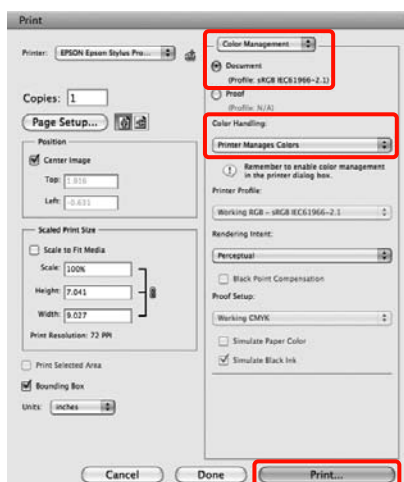 Print
Printer: EPSON Epson Stylus Pro...
Copies: 1
Page Setup...
Position
Center Image
Top: 1.916
Left: -0.631
Scaled Print Size
Scale to Fit Media
Scale: 100%
Height: 7.041
Width: 9.027
Print Resolution: 72 PPI
Print Selected Area
Bounding Box
Units: inches
Color Management
Document
(Profile: sRGB IEC61966-2.1)
Proof
(Profile: N/A)
Color Handling:
Printer Manages Colors
Remember to enable color management
in the printer dialog box.
Printer Profile:
Working RGB - sRGB IEC61966-2.1
Rendering Intent:
Perceptual
Black Point Compensation
Proof Setup:
Working CMYK
Simulate Paper Color
Simulate Black Ink
Cancel
Done
Print...